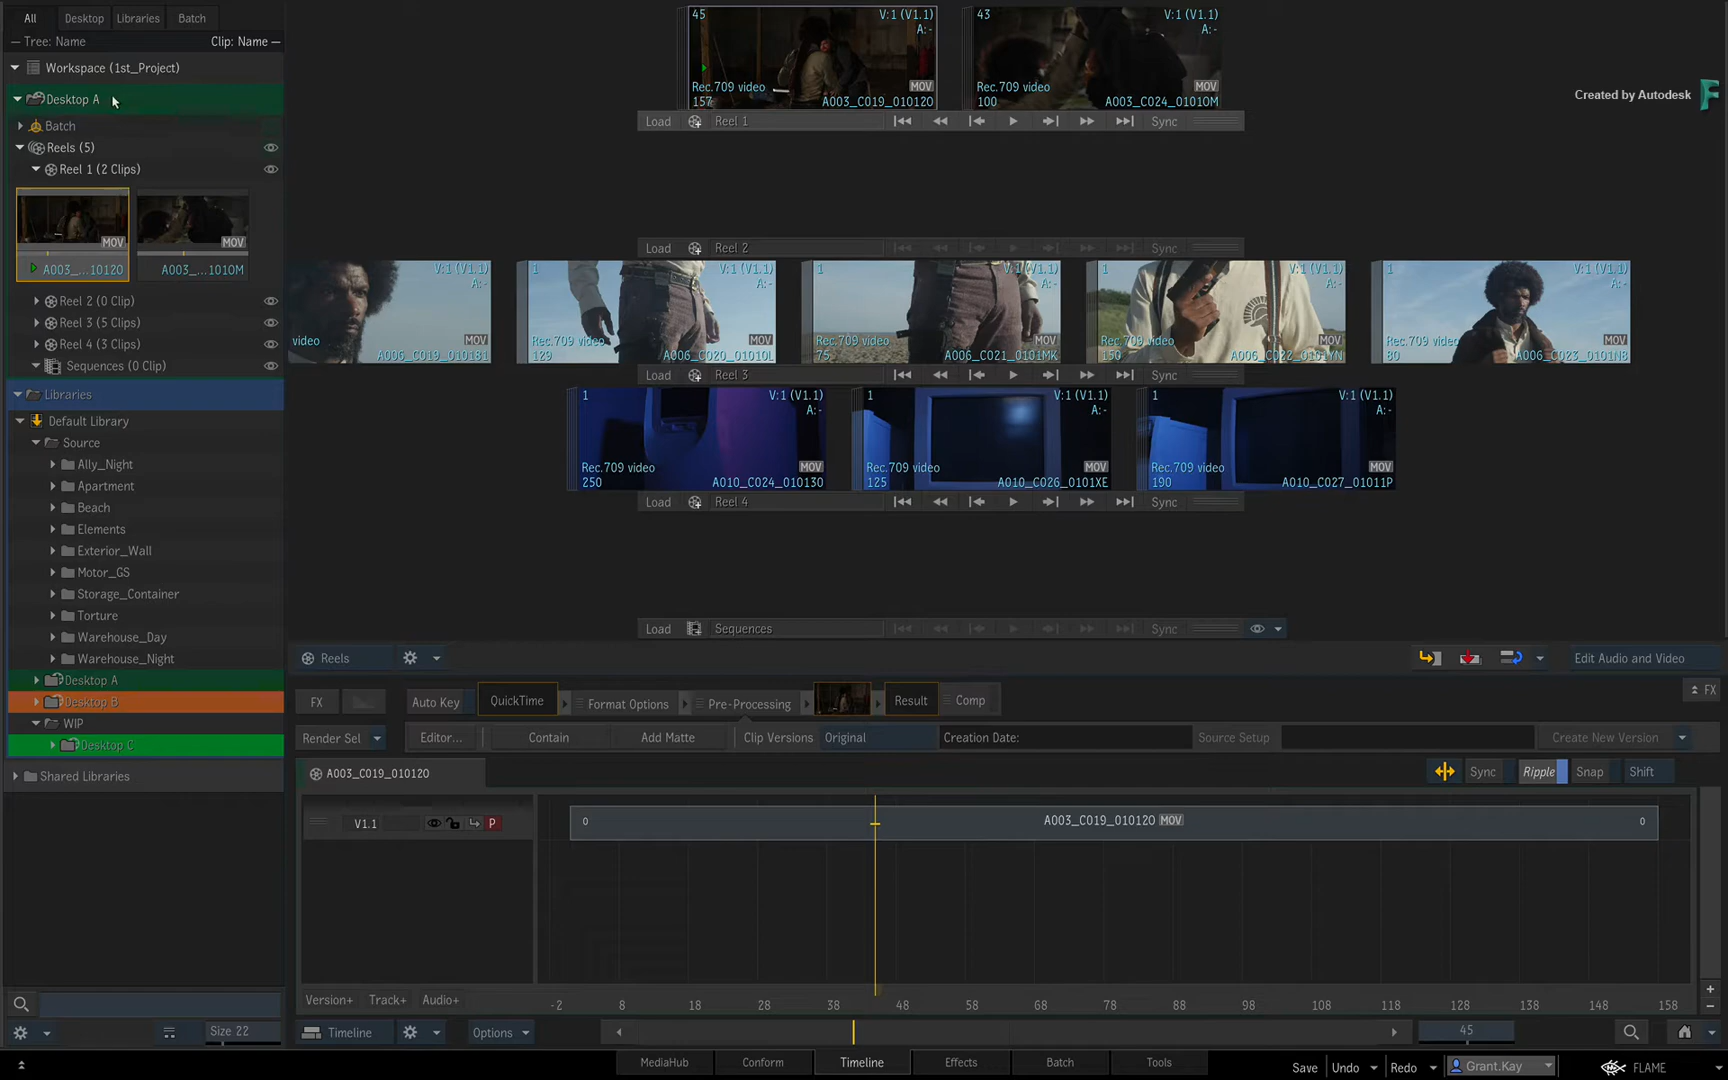 All
Desktop
Libraries
Batch
Tree: Name
Clip: Name
Workspace (1st_Project)
Desktop A
Batch
Reels (5)
Reel 1 (2 Clips)
MOV
MOV
A003_...10120
A003_...1010M
Reel 2 (0 Clip)
Reel 3 (5 Clips)
Reel 4 (3 Clips)
Sequences (0 Clip)
Libraries
Default Library
Source
Ally_Night
Apartment
Beach
Elements
Exterior_Wall
Motor_GS
Storage_Container
Torture
Warehouse_Day
Warehouse_Night
Desktop A
Desktop B
WIP
Desktop C
Shared Libraries
Size 22
45
V:1 (V1.1)
A:-
Rec.709 video
MOV
157
A003_C019_010120
43
V:1 (V1.1)
A:-
Rec.709 video
MOV
100
A003_C024_01010M
Created by Autodesk
Load
Reel 1
Sync
Load
Reel 2
Sync
V:1 (V1.1)
A:-
video
MOV
A006_C019_010181
1
V:1 (V1.1)
A:-
Rec.709 video
MOV
129
A006_C020_01010L
1
V:1 (V1.1)
A:-
Rec.709 video
MOV
75
A006_C021_0101MK
1
V:1 (V1.1)
A:-
Rec.709 video
MOV
150
A006_C022_0101YN
1
V:1 (V1.1)
A:-
Rec.709 video
MOV
80
A006_C023_0101N8
Load
Reel 3
Sync
1
V:1 (V1.1)
A:-
Rec.709 video
MOV
250
A010_C024_010130
1
V:1 (V1.1)
A:-
Rec.709 video
MOV
125
A010_C026_0101XE
1
V:1 (V1.1)
A:-
Rec.709 video
MOV
190
A010_C027_01011P
Load
Reel 4
Sync
Load
Sequences
Sync
Reels
Edit Audio and Video
FX
Auto Key
QuickTime
Format Options
Pre-Processing
Result
Comp
FX
Render Sel
Editor...
Contain
Add Matte
Clip Versions
Original
Creation Date:
Source Setup
Create New Version
A003_C019_010120
Sync
Ripple
Snap
Shift
V1.1
P
0
A003_C019_010120 MOV
0
Version+
Track+
Audio+
-2
8
18
28
38
48
58
68
78
88
98
108
118
128
138
148
158
Timeline
Options
45
MediaHub
Conform
Timeline
Effects
Batch
Tools
Save
Undo
Redo
Grant.Kay
FLAME